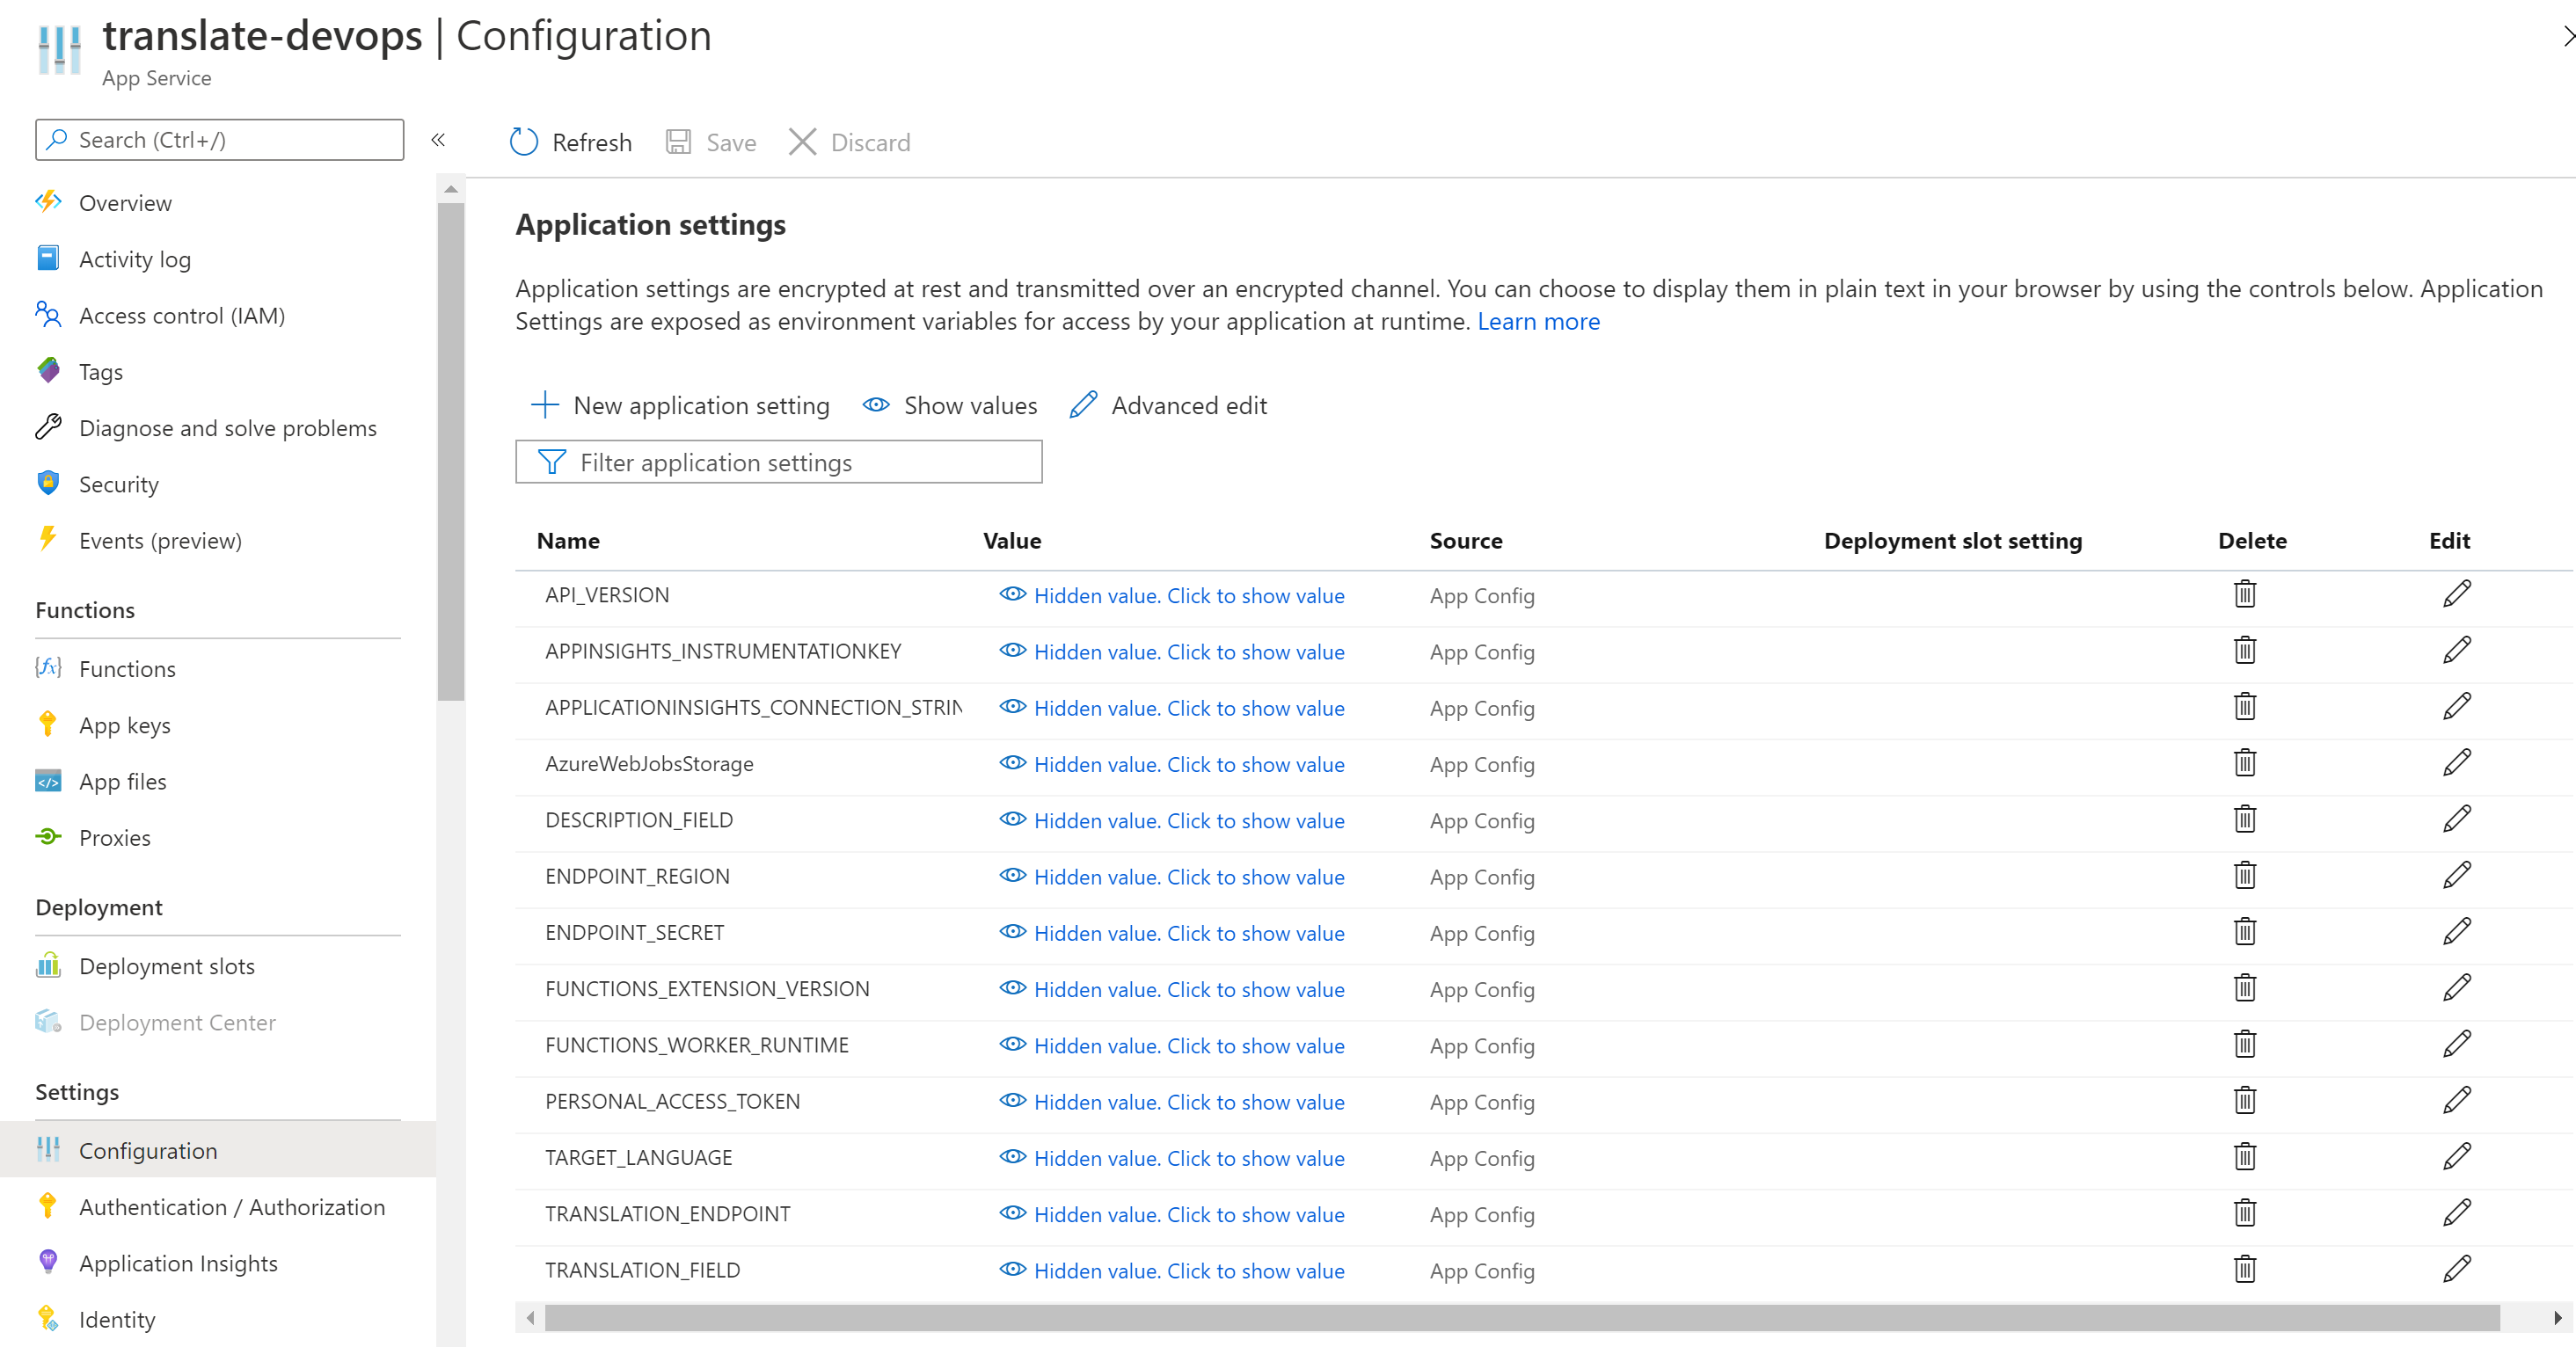 translate-devops | Configuration
App Service
Search (Ctrl+/)
«
Refresh
Save
Discard
Overview
Activity log
Access control (IAM)
Tags
Diagnose and solve problems
Security
Events (preview)
Functions
Functions
App keys
App files
Proxies
Deployment
Deployment slots
Deployment Center
Settings
Configuration
Authentication / Authorization
Application Insights
Identity
Application settings
Application settings are encrypted at rest and transmitted over an encrypted channel. You can choose to display them in plain text in your browser by using the controls below. Application
Settings are exposed as environment variables for access by your application at runtime. Learn more
New application setting Show values Advanced edit
Filter application settings
Name Value Source Deployment slot setting Delete Edit
API_VERSION Hidden value. Click to show value App Config
APPINSIGHTS_INSTRUMENTATIONKEY Hidden value. Click to show value App Config
APPLICATIONINSIGHTS_CONNECTION_STRIN Hidden value. Click to show value App Config
AzureWebJobsStorage Hidden value. Click to show value App Config
DESCRIPTION_FIELD Hidden value. Click to show value App Config
ENDPOINT_REGION Hidden value. Click to show value App Config
ENDPOINT_SECRET Hidden value. Click to show value App Config
FUNCTIONS_EXTENSION_VERSION Hidden value. Click to show value App Config
FUNCTIONS_WORKER_RUNTIME Hidden value. Click to show value App Config
PERSONAL_ACCESS_TOKEN Hidden value. Click to show value App Config
TARGET_LANGUAGE Hidden value. Click to show value App Config
TRANSLATION_ENDPOINT Hidden value. Click to show value App Config
TRANSLATION_FIELD Hidden value. Click to show value App Config